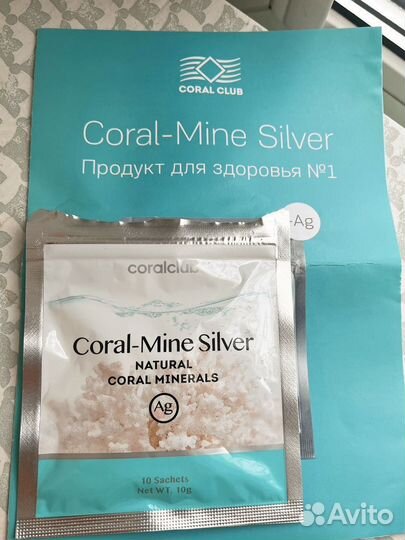 CORAL CLUB
Coral-Mine Silver
Продукт для здоровья №1
-Ag
coralclub
Coral-Mine Silver
NATURAL
CORAL MINERALS
Ag
10 Sachets
Net WT. 10g
Avito